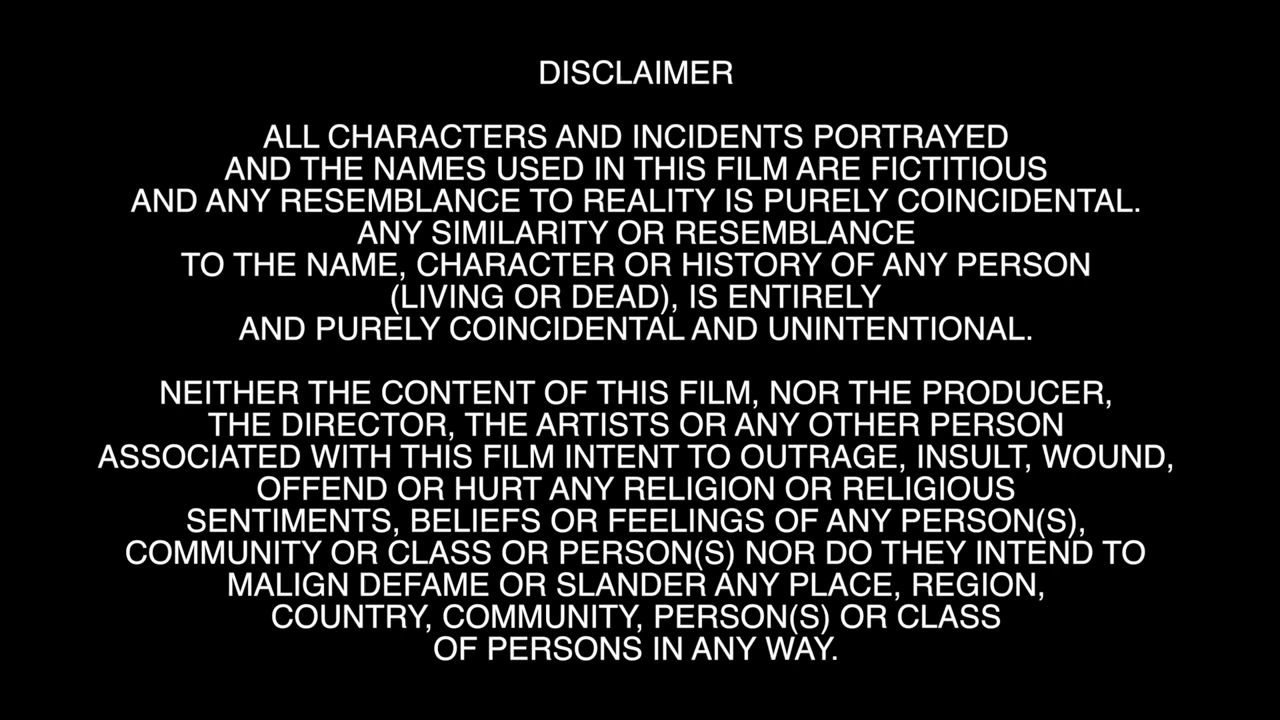 DISCLAIMER
ALL CHARACTERS AND INCIDENTS PORTRAYED
AND THE NAMES USED IN THIS FILM ARE FICTITIOUS
AND ANY RESEMBLANCE TO REALITY IS PURELY COINCIDENTAL.
ANY SIMILARITY OR RESEMBLANCE
TO THE NAME, CHARACTER OR HISTORY OF ANY PERSON
(LIVING OR DEAD), IS ENTIRELY
AND PURELY COINCIDENTAL AND UNINTENTIONAL.
NEITHER THE CONTENT OF THIS FILM, NOR THE PRODUCER,
THE DIRECTOR, THE ARTISTS OR ANY OTHER PERSON
ASSOCIATED WITH THIS FILM INTENT TO OUTRAGE, INSULT, WOUND,
OFFEND OR HURT ANY RELIGION OR RELIGIOUS
SENTIMENTS, BELIEFS OR FEELINGS OF ANY PERSON(S),
COMMUNITY OR CLASS OR PERSON(S) NOR DO THEY INTEND TO
MALIGN DEFAME OR SLANDER ANY PLACE, REGION,
COUNTRY, COMMUNITY, PERSON(S) OR CLASS
OF PERSONS IN ANY WAY.